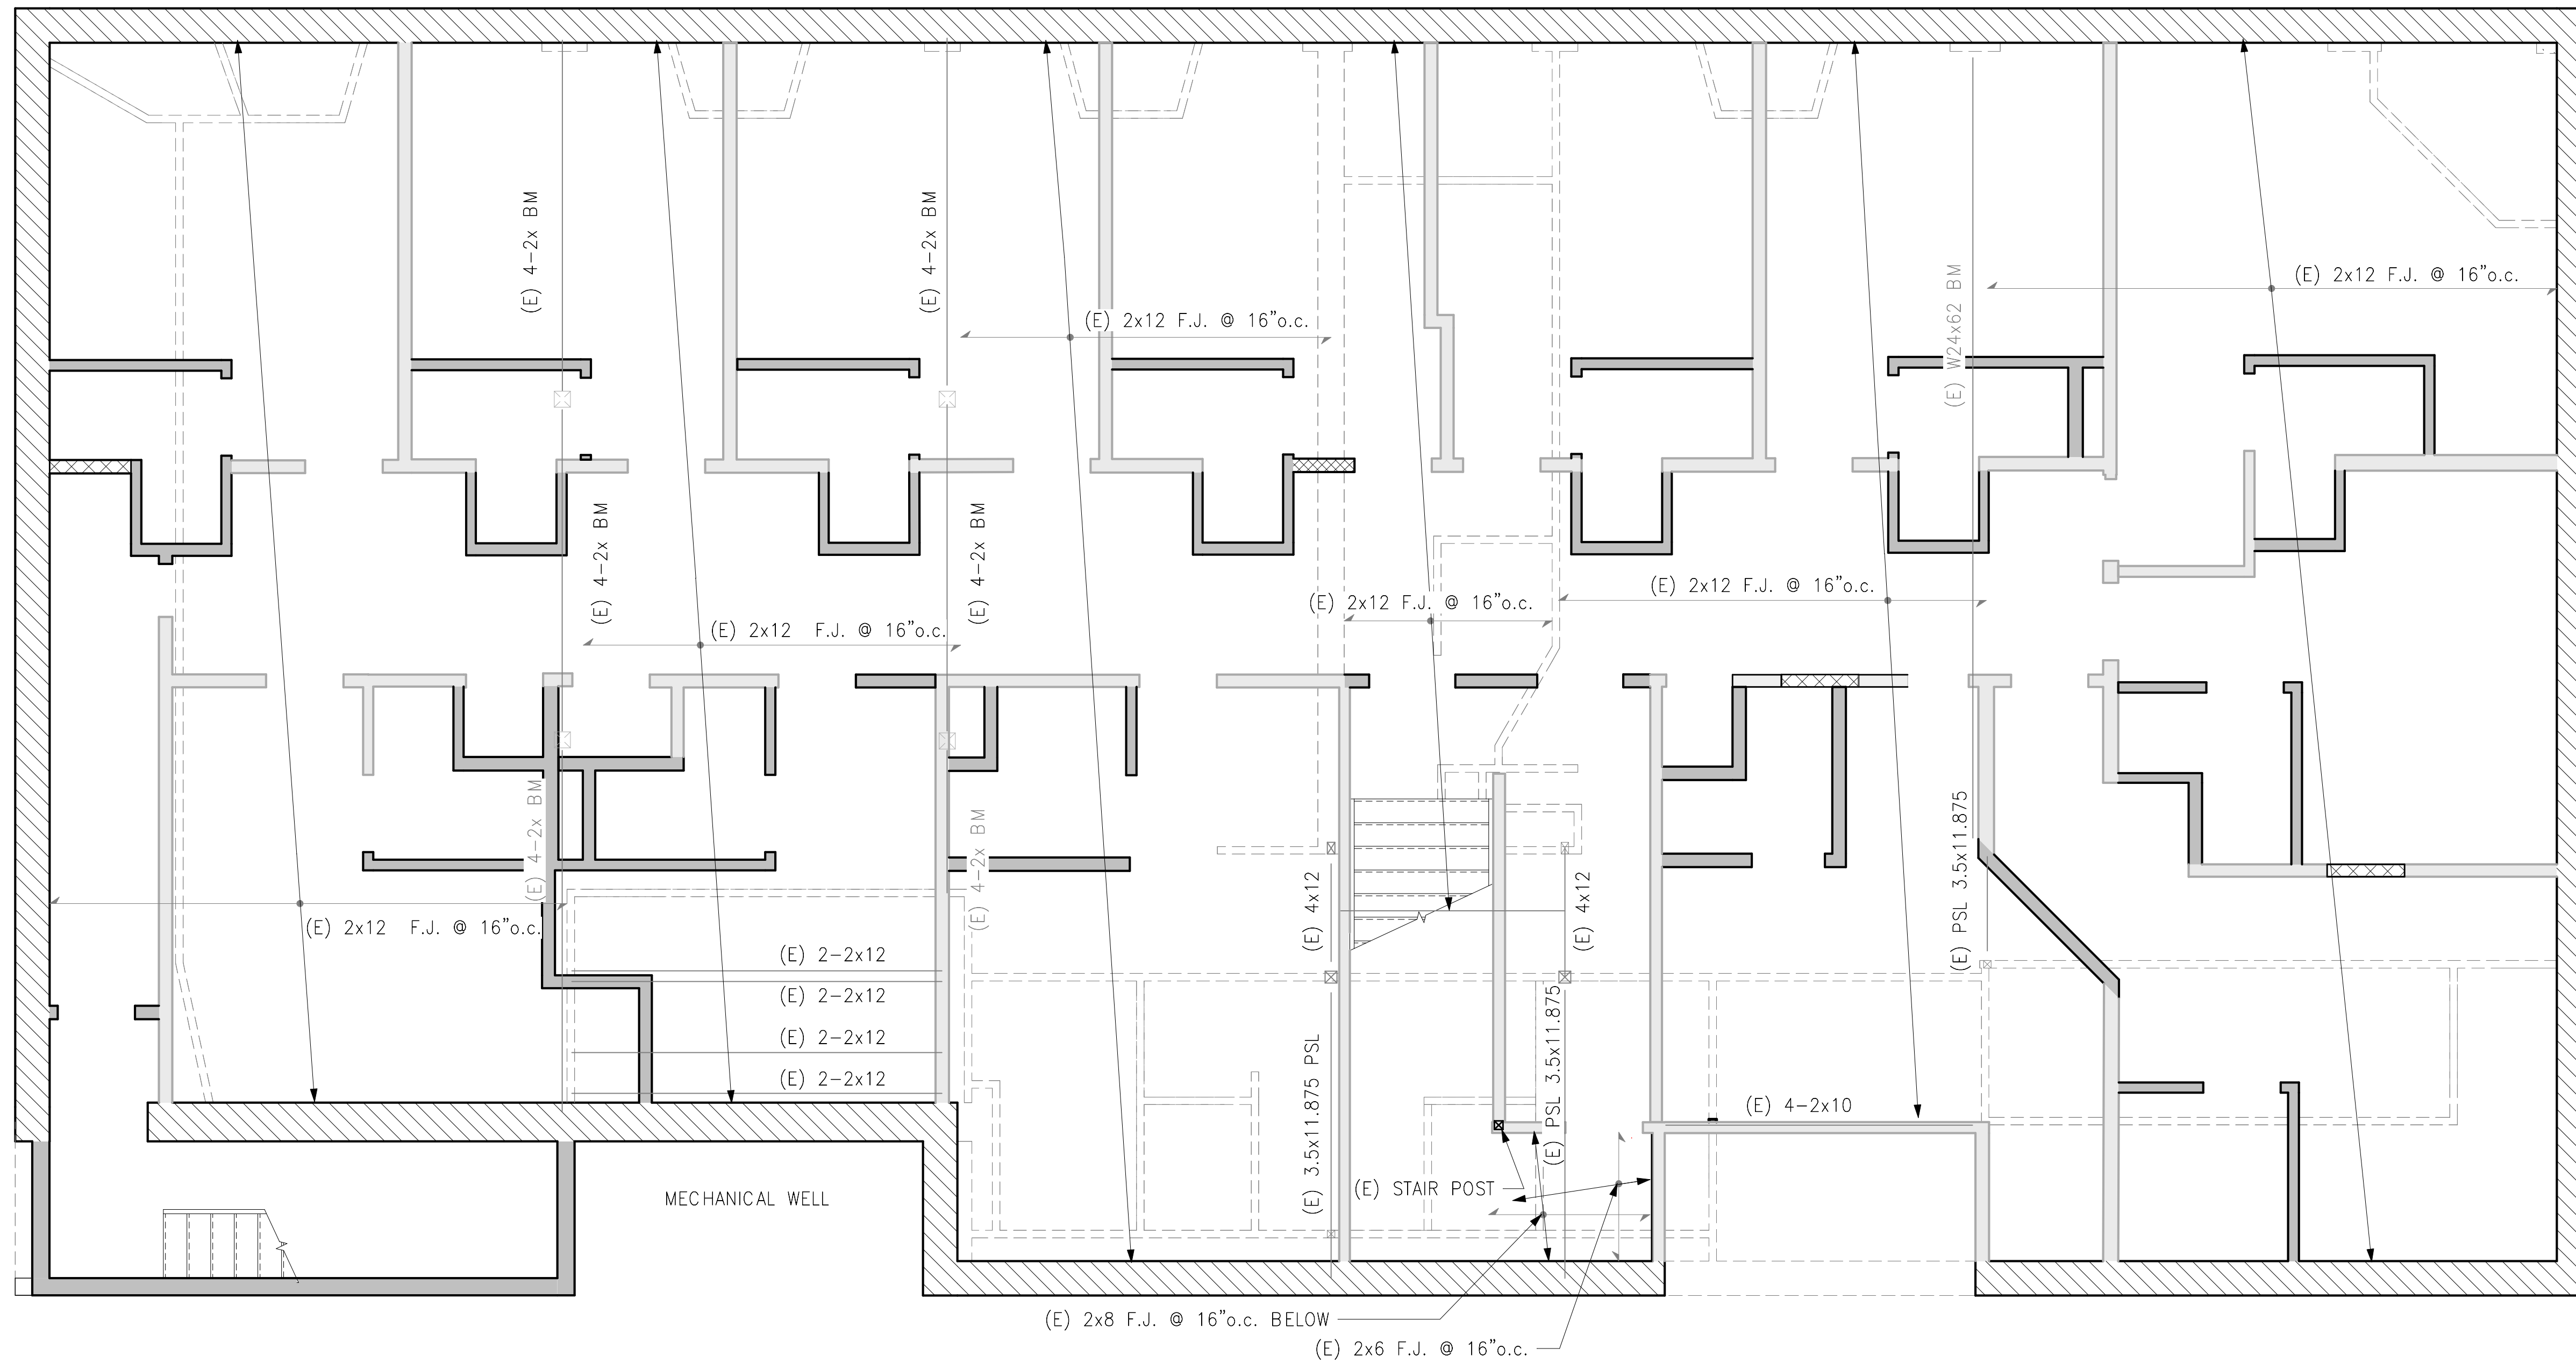 (E) 4-2x BM
(E) 4-2x BM
(E) W24x62 BM
(E) 2x12 F.J. @ 16"o.c.
(E) 2x12 F.J. @ 16"o.c.
(E) 4-2x BM
(E) 4-2x BM
(E) 2x12 F.J. @ 16"o.c.
(E) 2x12 F.J. @ 16"o.c.
(E) 2x12 F.J. @ 16"o.c.
(E) 4-2x BM
(E) 4-2x BM
(E) 4x12
(E) 4x12
(E) PSL 3.5x11.875
(E) 2x12 F.J. @ 16"o.c.
(E) 2-2x12
(E) 2-2x12
(E) 2-2x12
(E) 2-2x12
(E) 3.5x11.875 PSL
(E) PSL 3.5x11.875
(E) 4-2x10
MECHANICAL WELL
(E) STAIR POST
(E) 2x8 F.J. @ 16"o.c. BELOW
(E) 2x6 F.J. @ 16"o.c.